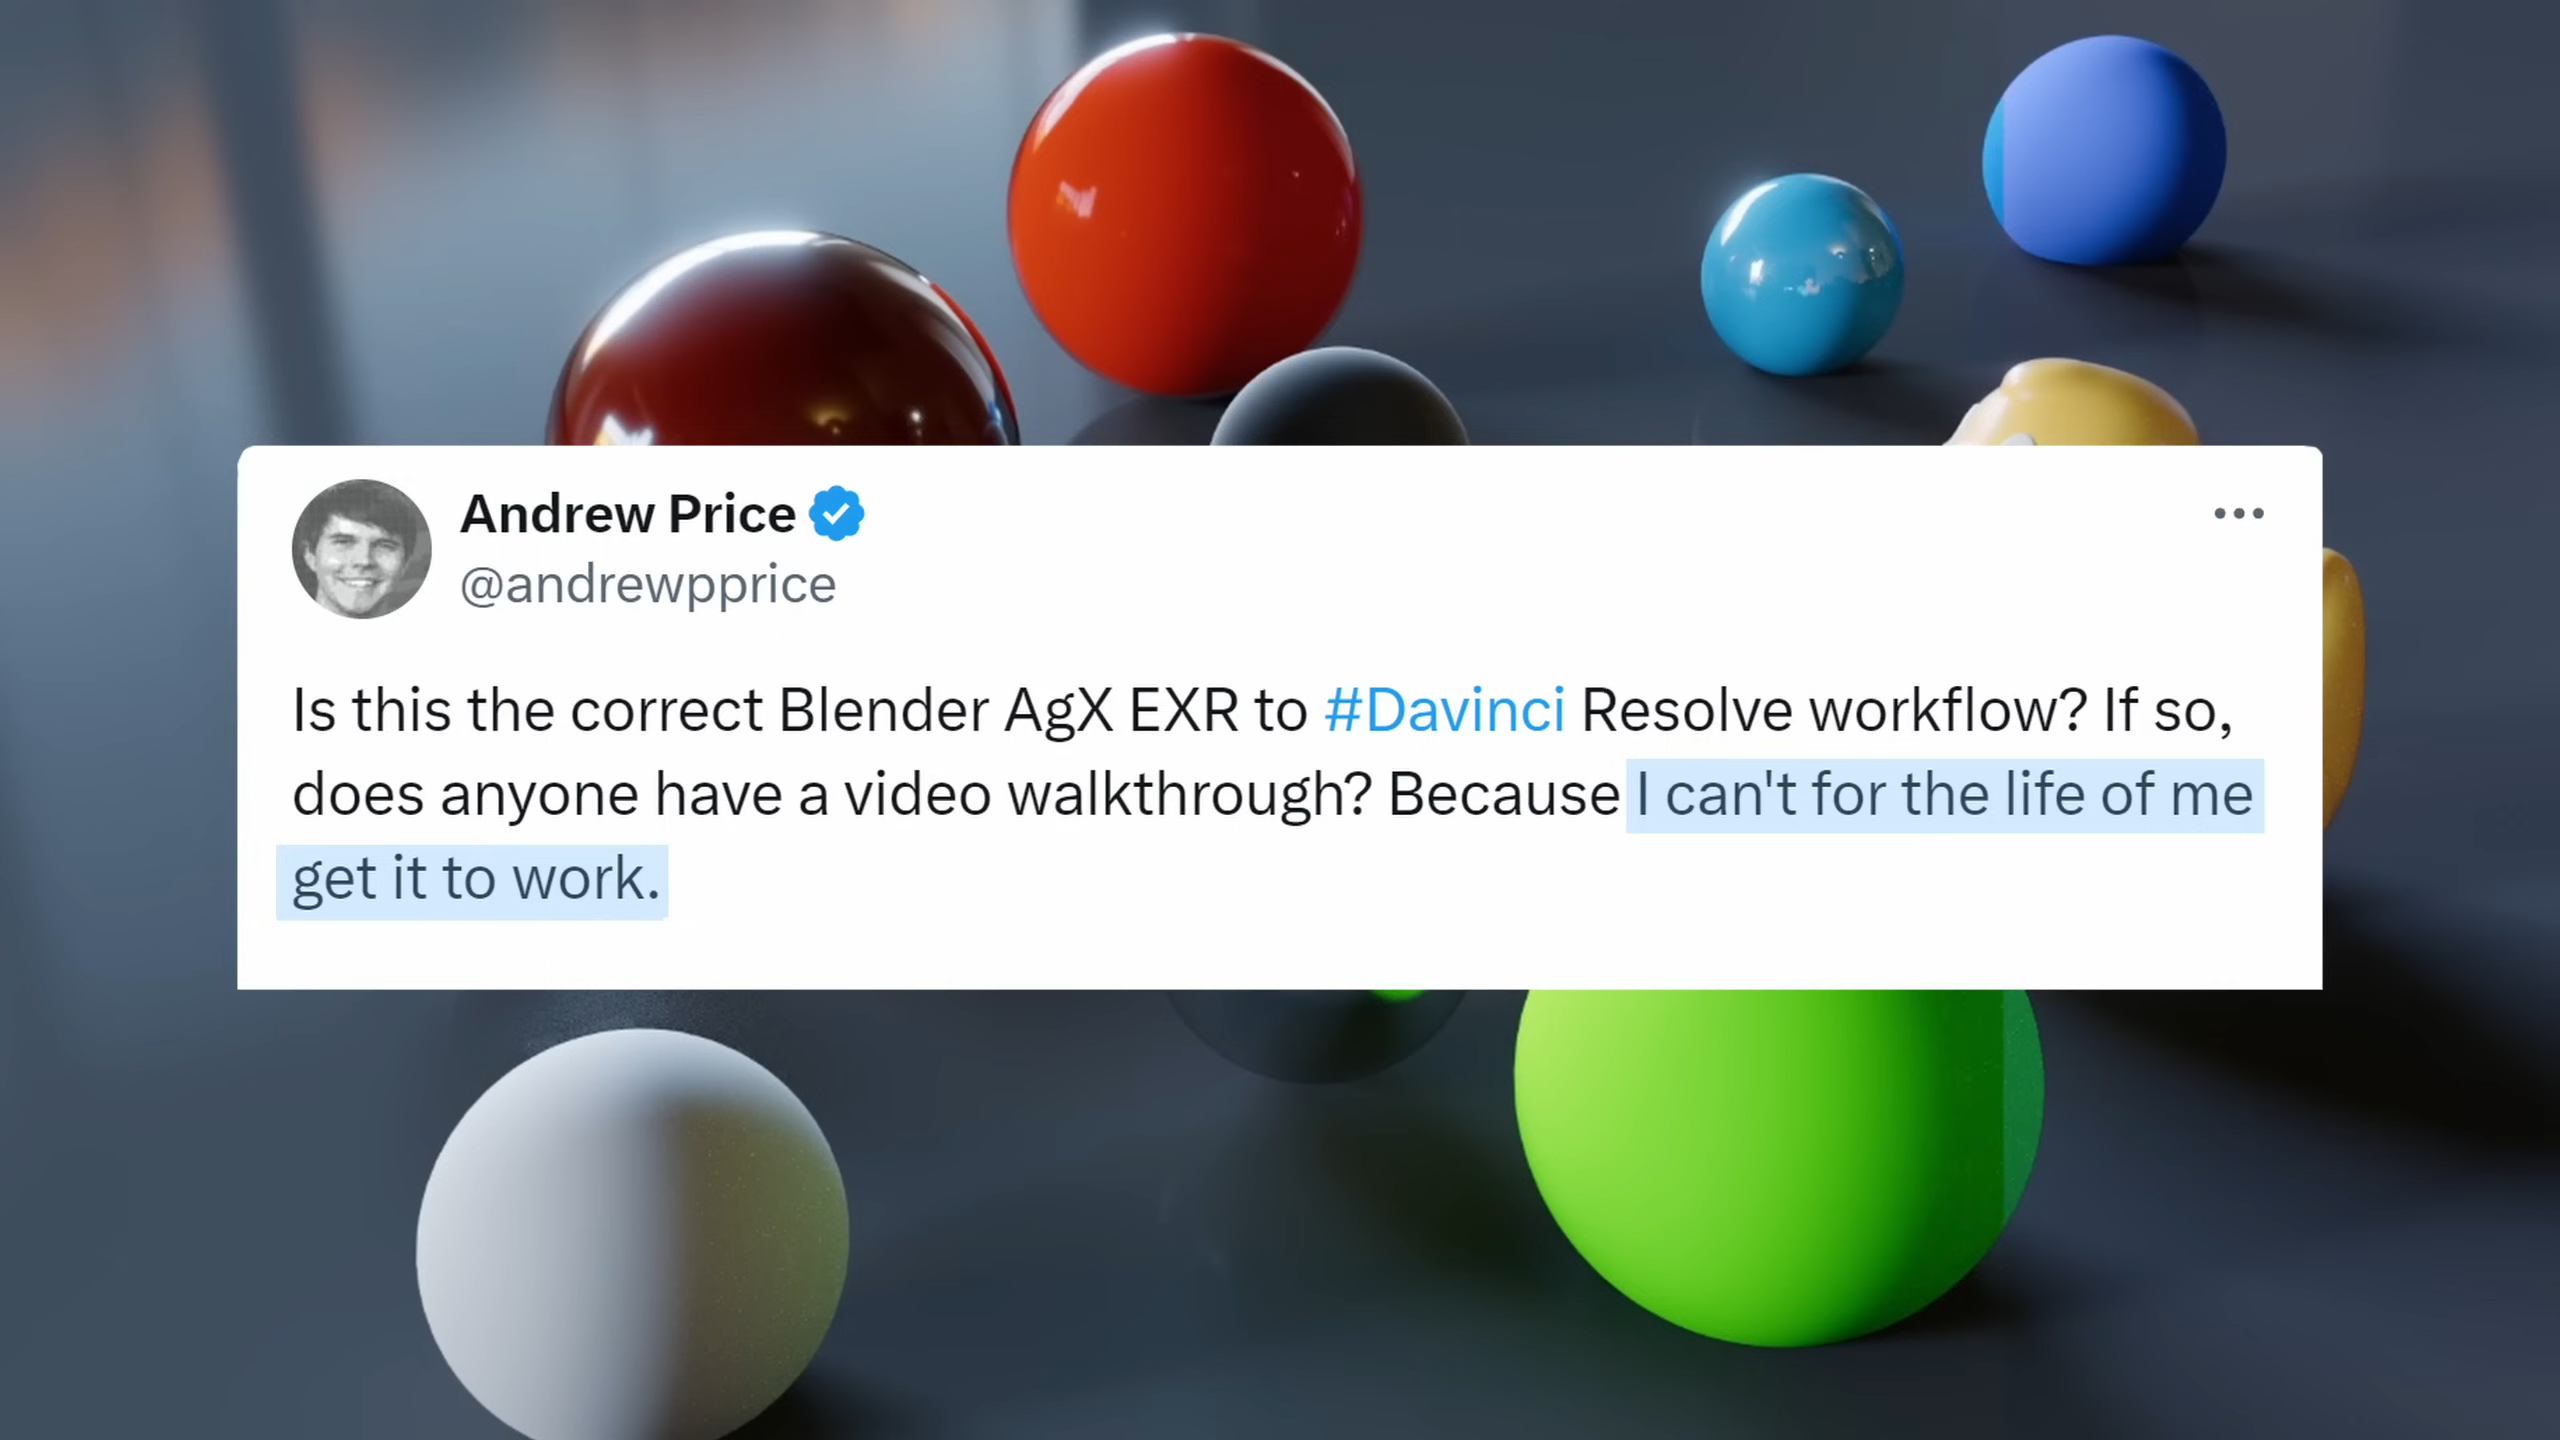 Andrew Price
@andrewpprice
Is this the correct Blender AgX EXR to #Davinci Resolve workflow? If so,
does anyone have a video walkthrough? Because I can't for the life of me
get it to work.